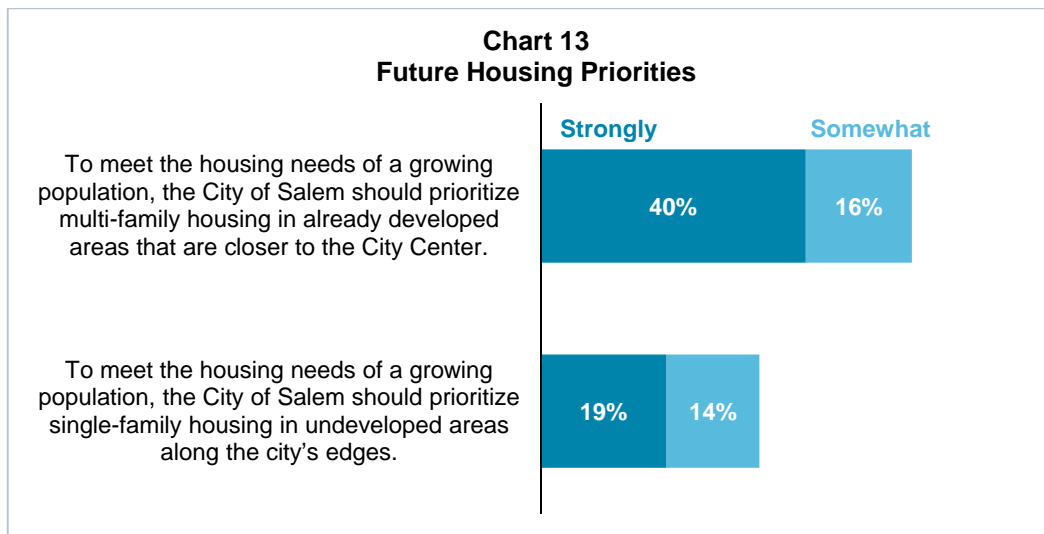 Chart 13
Future Housing Priorities
Strongly Somewhat
To meet the housing needs of a growing
population, the City of Salem should prioritize
multi-family housing in already developed
areas that are closer to the City Center.
40% 16%
To meet the housing needs of a growing
population, the City of Salem should prioritize
single-family housing in undeveloped areas
along the city's edges.
19% 14%